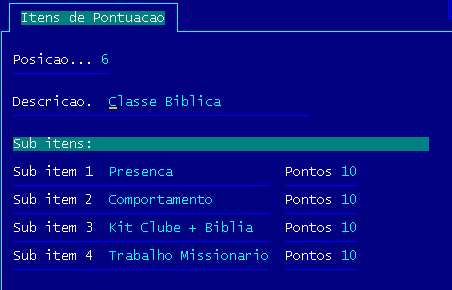 Itens de Pontuacao
Posicao... 6
Descricao. Classe Biblica
Sub itens:
Sub item 1 Presenca Pontos 10
Sub item 2 Comportamento Pontos 10
Sub item 3 Kit Clube + Biblia Pontos 10
Sub item 4 Trabalho Missionario Pontos 10